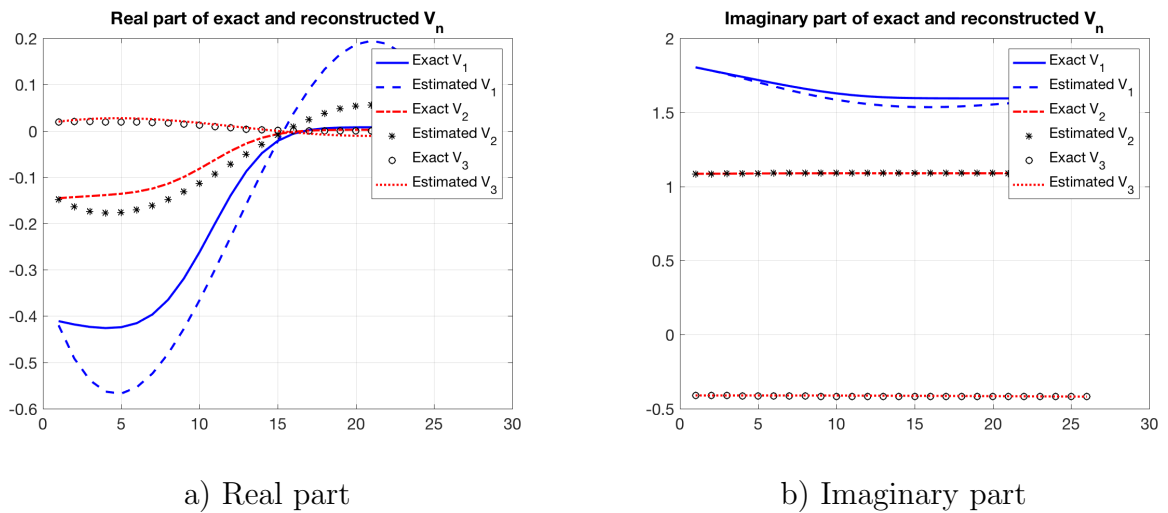 Real part of exact and reconstructed V_n
0.2
0.1
0
-0.1
-0.2
-0.3
-0.4
-0.5
-0.6
0
5
10
15
20
25
30
Exact V_1
Estimated V_1
Exact V_2
Estimated V_2
Exact V_3
Estimated V_3
a) Real part
Imaginary part of exact and reconstructed V_n
2
1.5
1
0.5
0
-0.5
0
5
10
15
20
25
30
Exact V_1
Estimated V_1
Exact V_2
Estimated V_2
Exact V_3
Estimated V_3
b) Imaginary part